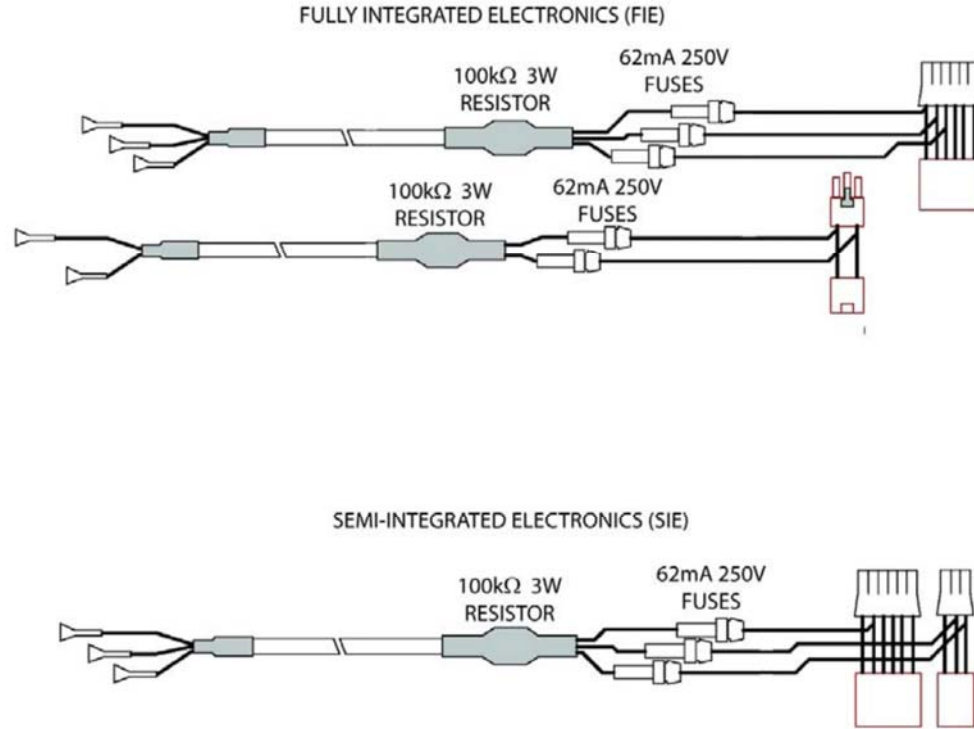 FULLY INTEGRATED ELECTRONICS (FIE)
62mA 250V
FUSES
100kΩ 3W
RESISTOR
100kΩ 3W
RESISTOR
62mA 250V
FUSES
SEMI-INTEGRATED ELECTRONICS (SIE)
100kΩ 3W
RESISTOR
62mA 250V
FUSES